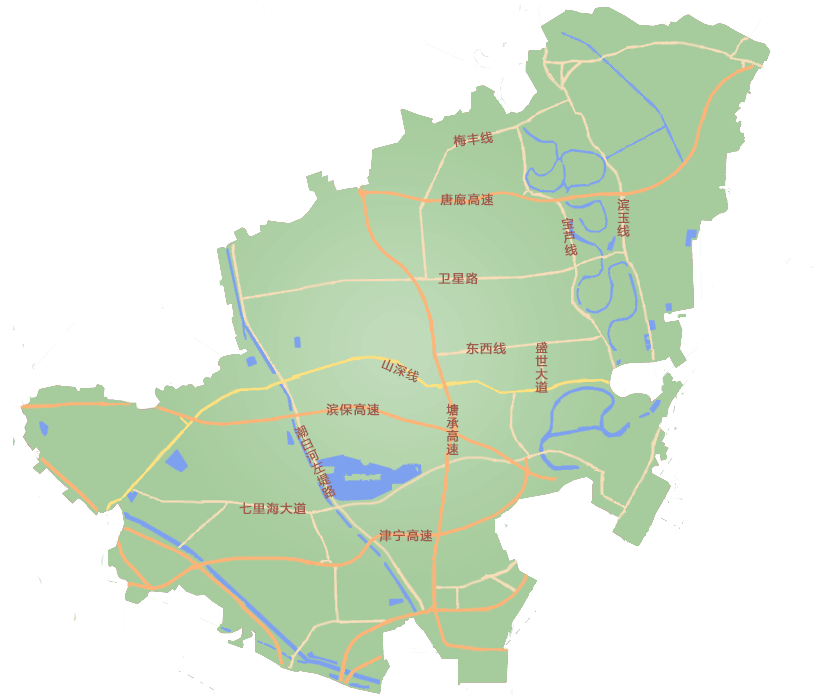 梅丰线
唐廊高速
滨玉线
宝芦线
卫星路
东西线
盛世大道
山深线
滨保高速
塘承高速
潮白河左堤路
七里海大道
津宁高速